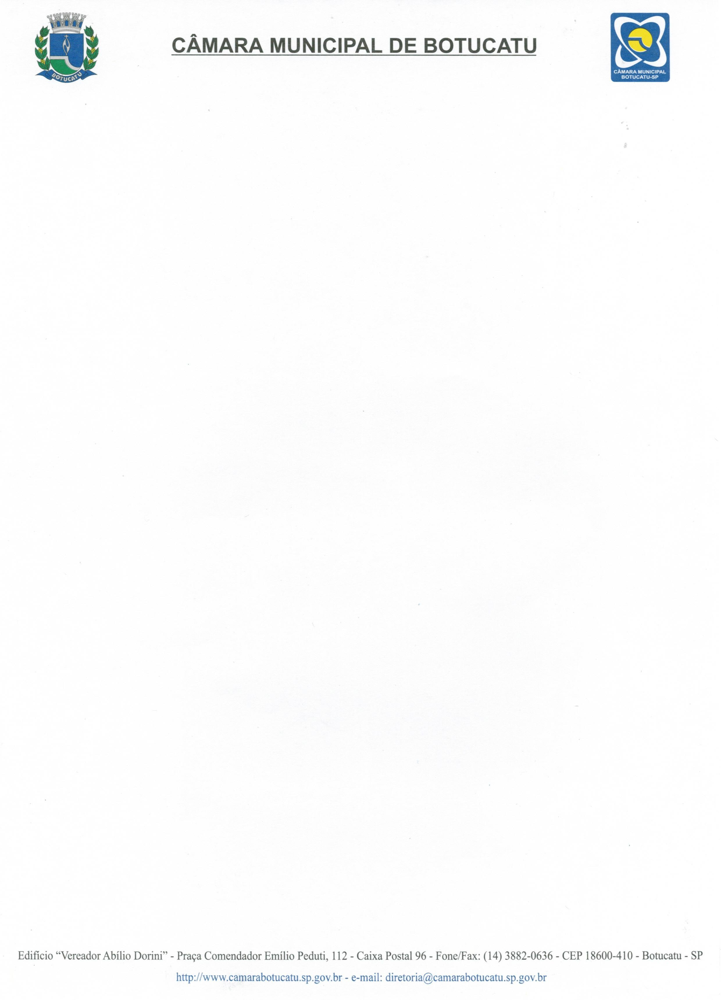 BOTUCATU
CÂMARA MUNICIPAL DE BOTUCATU
CÂMARA MUNICIPAL
BOTUCATU-SP
Edifício “Vereador Abílio Dorini” - Praça Comendador Emílio Peduti, 112 - Caixa Postal 96 - Fone/Fax: (14) 3882-0636 - CEP 18600-410 - Botucatu - SP
http://www.camarabotucatu.sp.gov.br - e-mail: diretoria@camarabotucatu.sp.gov.br